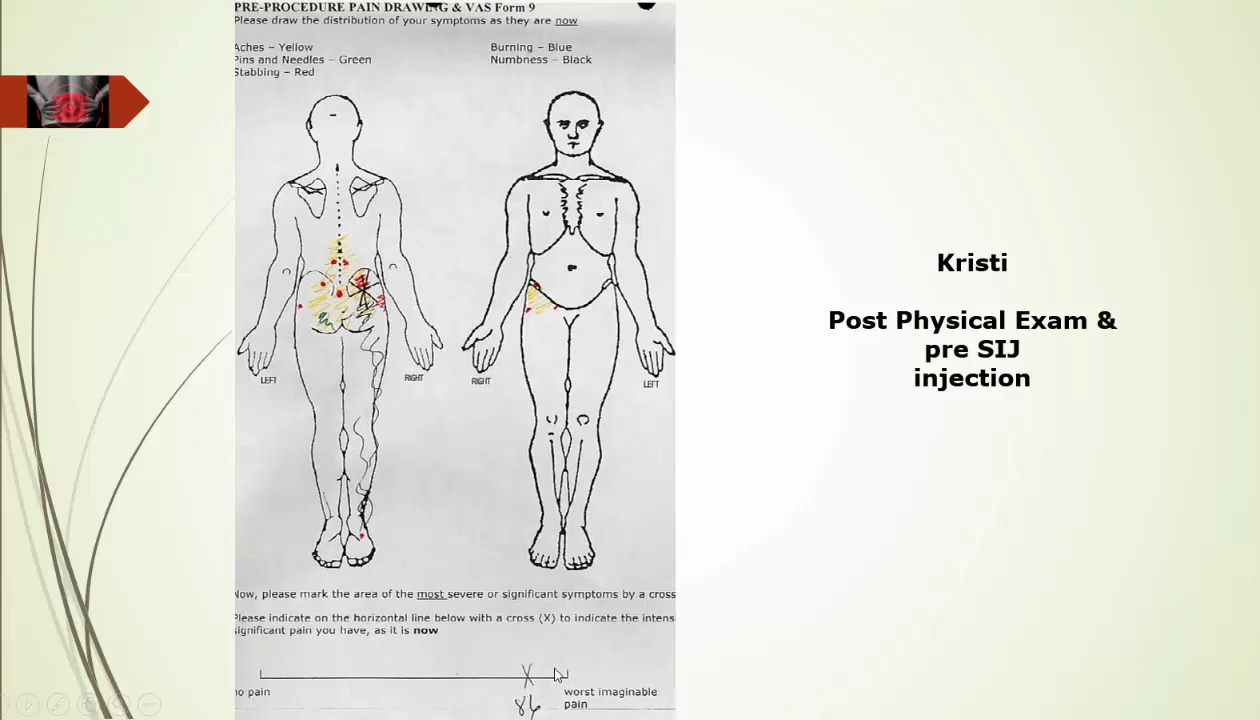 PRE-PROCEDURE PAIN DRAWING & VAS Form 9
Please draw the distribution of your symptoms as they are now
Aches – Yellow
Pins and Needles – Green
Stabbing – Red
Burning – Blue
Numbness – Black
LEFT
RIGHT
RIGHT
LEFT
Kristi
Post Physical Exam &
pre SIJ
injection
Now, please mark the area of the most severe or significant symptoms by a cross
Please indicate on the horizontal line below with a cross (X) to indicate the intens
significant pain you have, as it is now
X
no pain
86
worst imaginable
pain